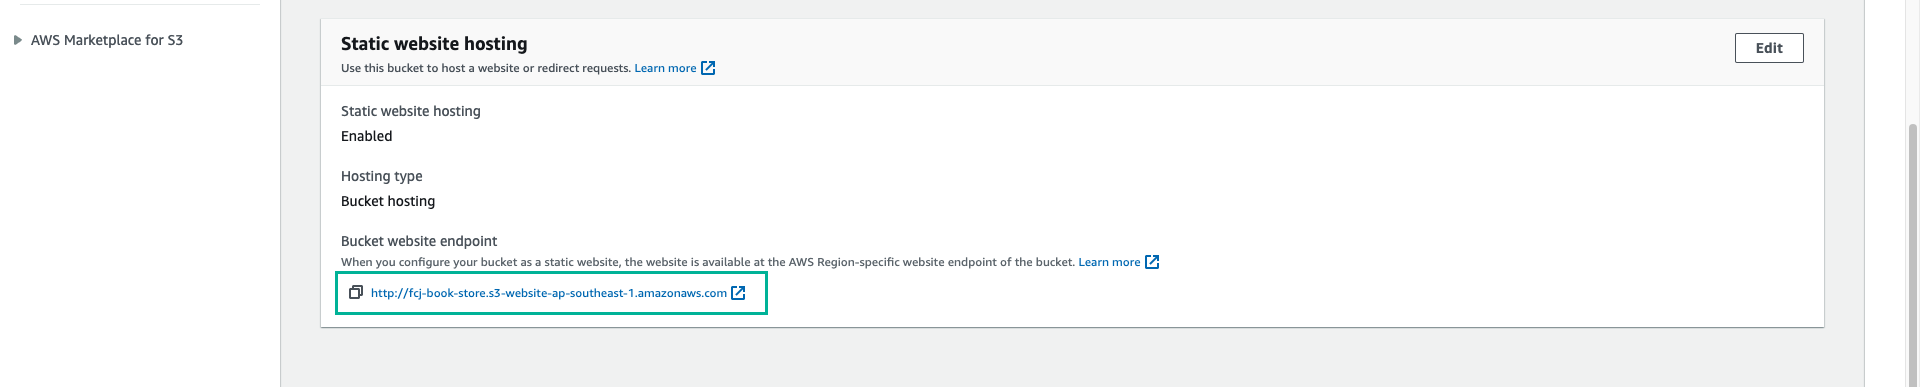 AWS Marketplace for S3
Static website hosting
Edit
Use this bucket to host a website or redirect requests. Learn more
Static website hosting
Enabled
Hosting type
Bucket hosting
Bucket website endpoint
When you configure your bucket as a static website, the website is available at the AWS Region-specific website endpoint of the bucket. Learn more
http://fcj-book-store.s3-website-ap-southeast-1.amazonaws.com